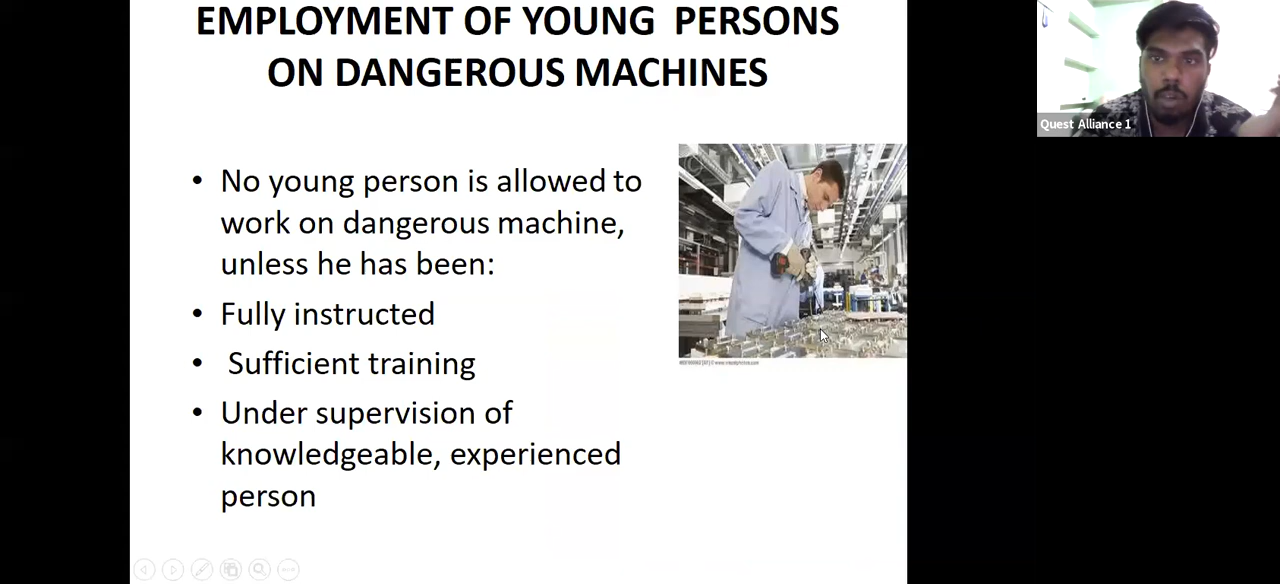 EMPLOYMENT OF YOUNG PERSONS
ON DANGEROUS MACHINES
Quest Alliance 1
• No young person is allowed to
work on dangerous machine,
unless he has been:
• Fully instructed
• Sufficient training
• Under supervision of
knowledgeable, experienced
person